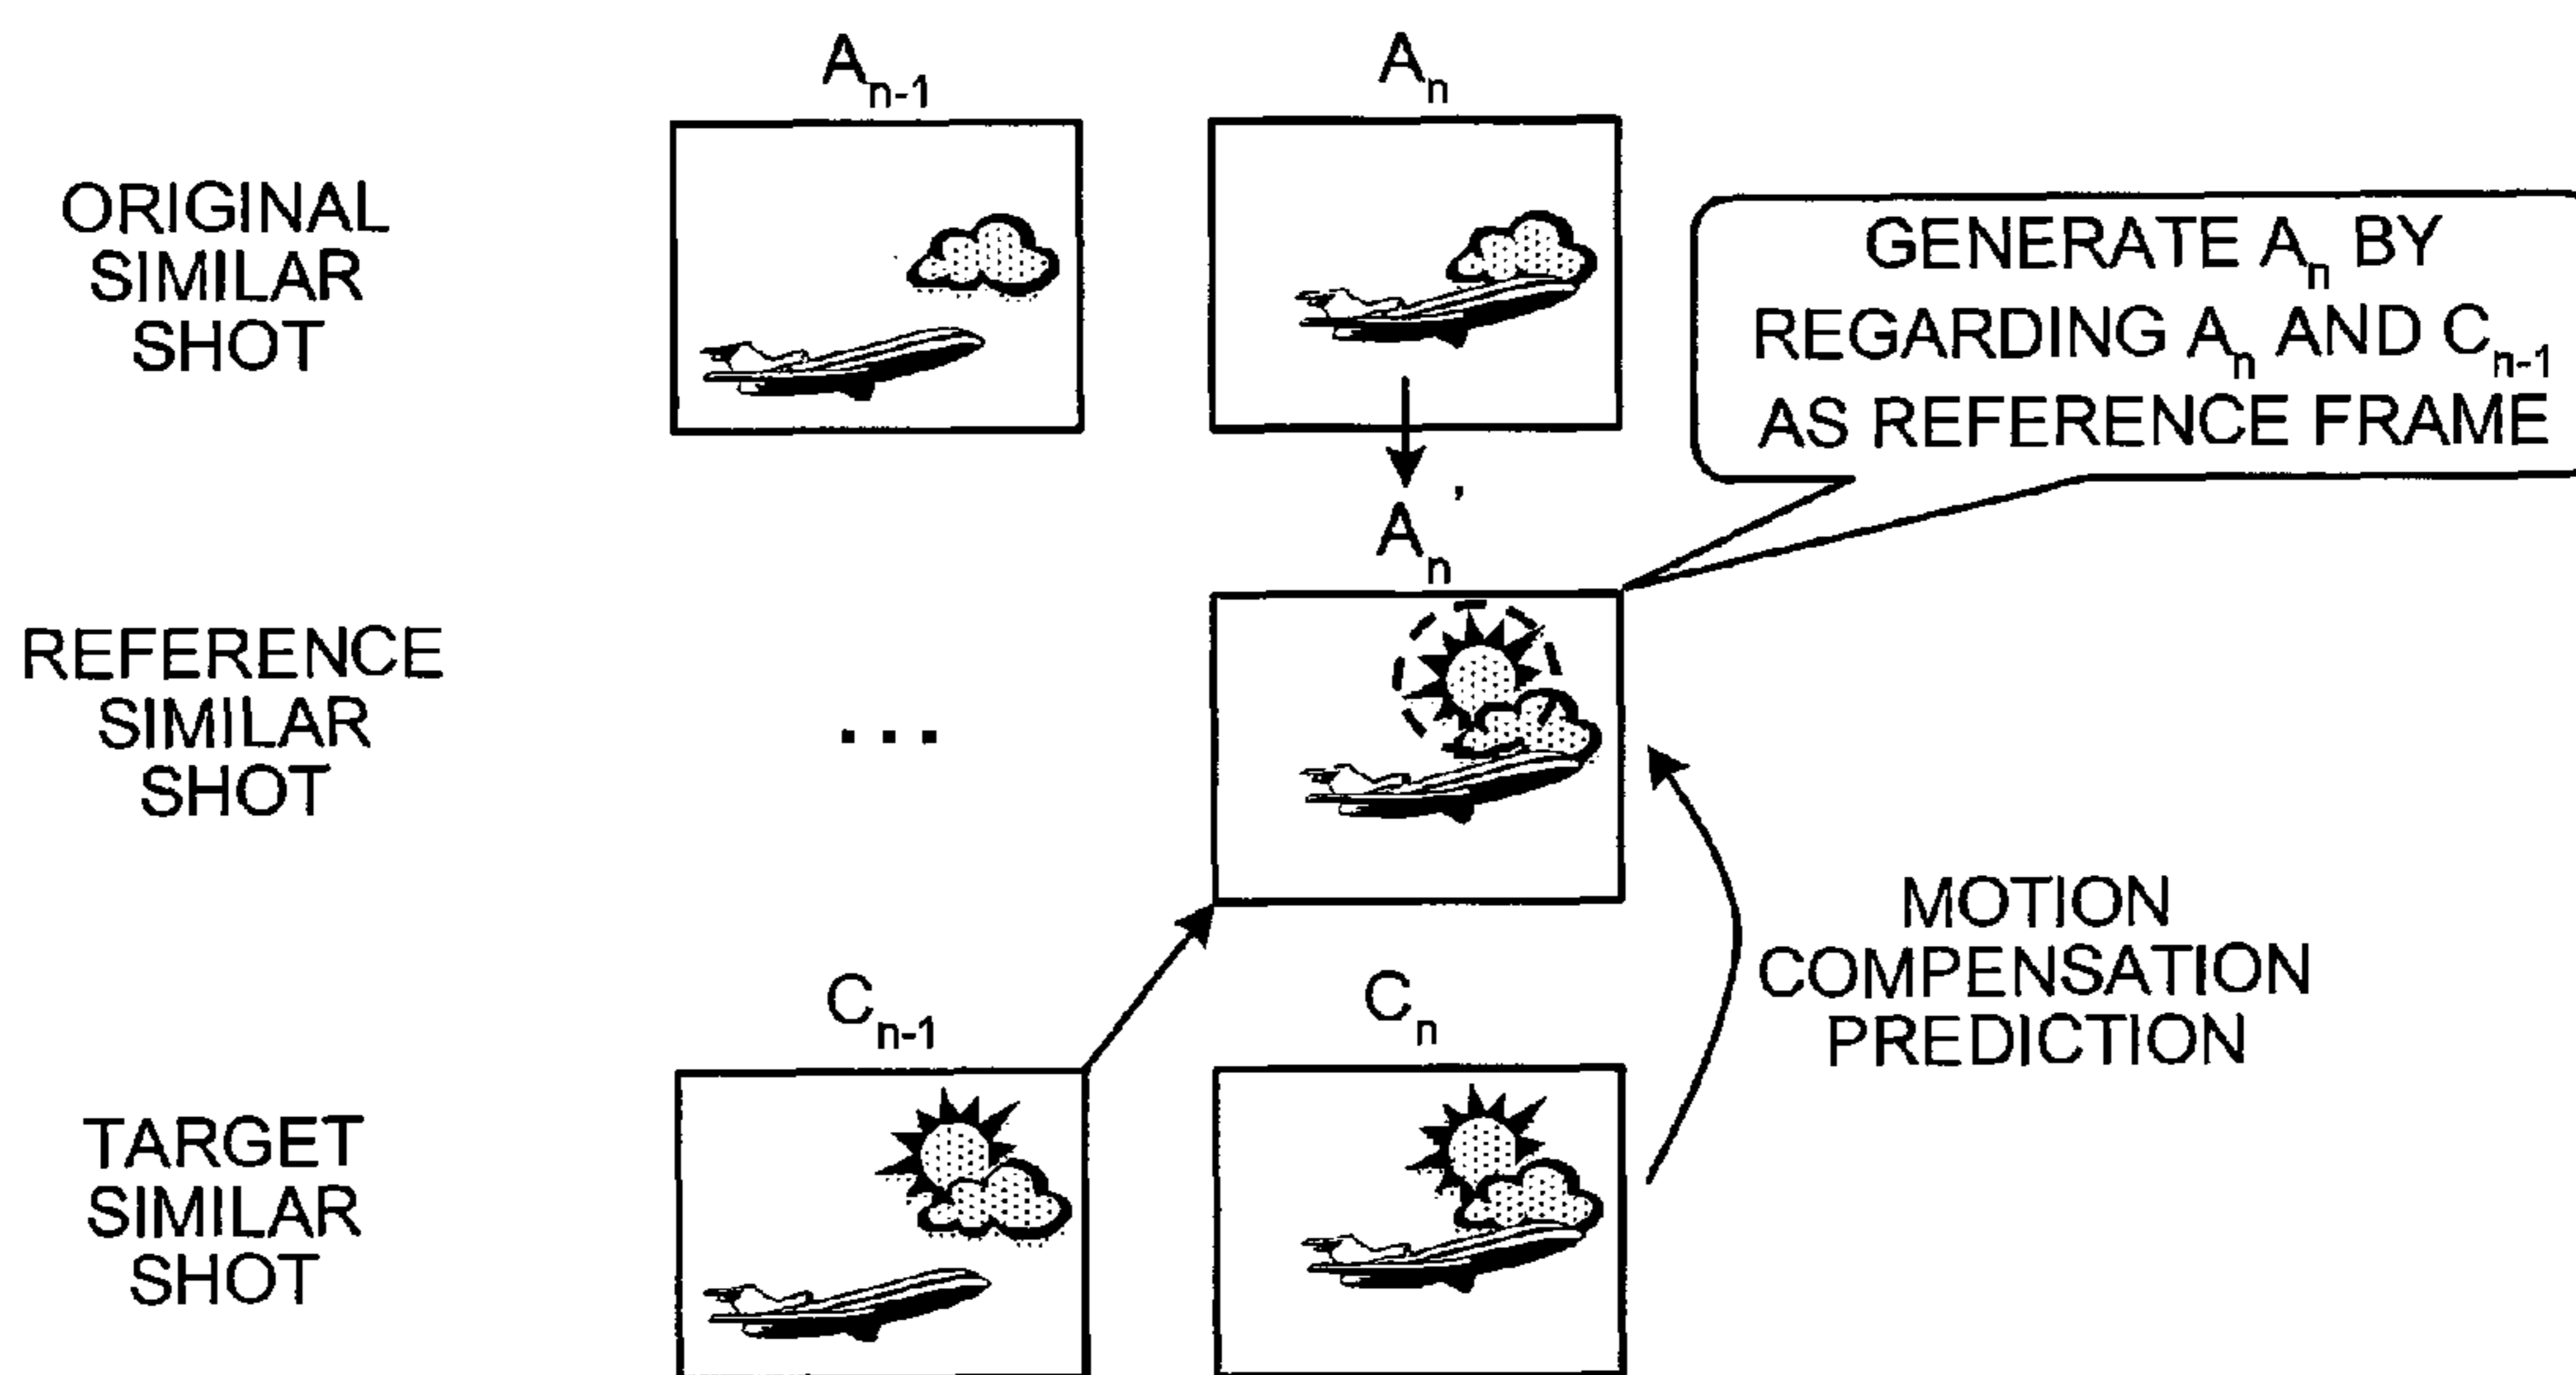 A_{n-1}
A_n
ORIGINAL
SIMILAR
SHOT
GENERATE A_n BY
REGARDING A_n AND C_{n-1}
AS REFERENCE FRAME
A_n'
REFERENCE
SIMILAR
SHOT
...
MOTION
COMPENSATION
PREDICTION
C_{n-1}
C_n
TARGET
SIMILAR
SHOT